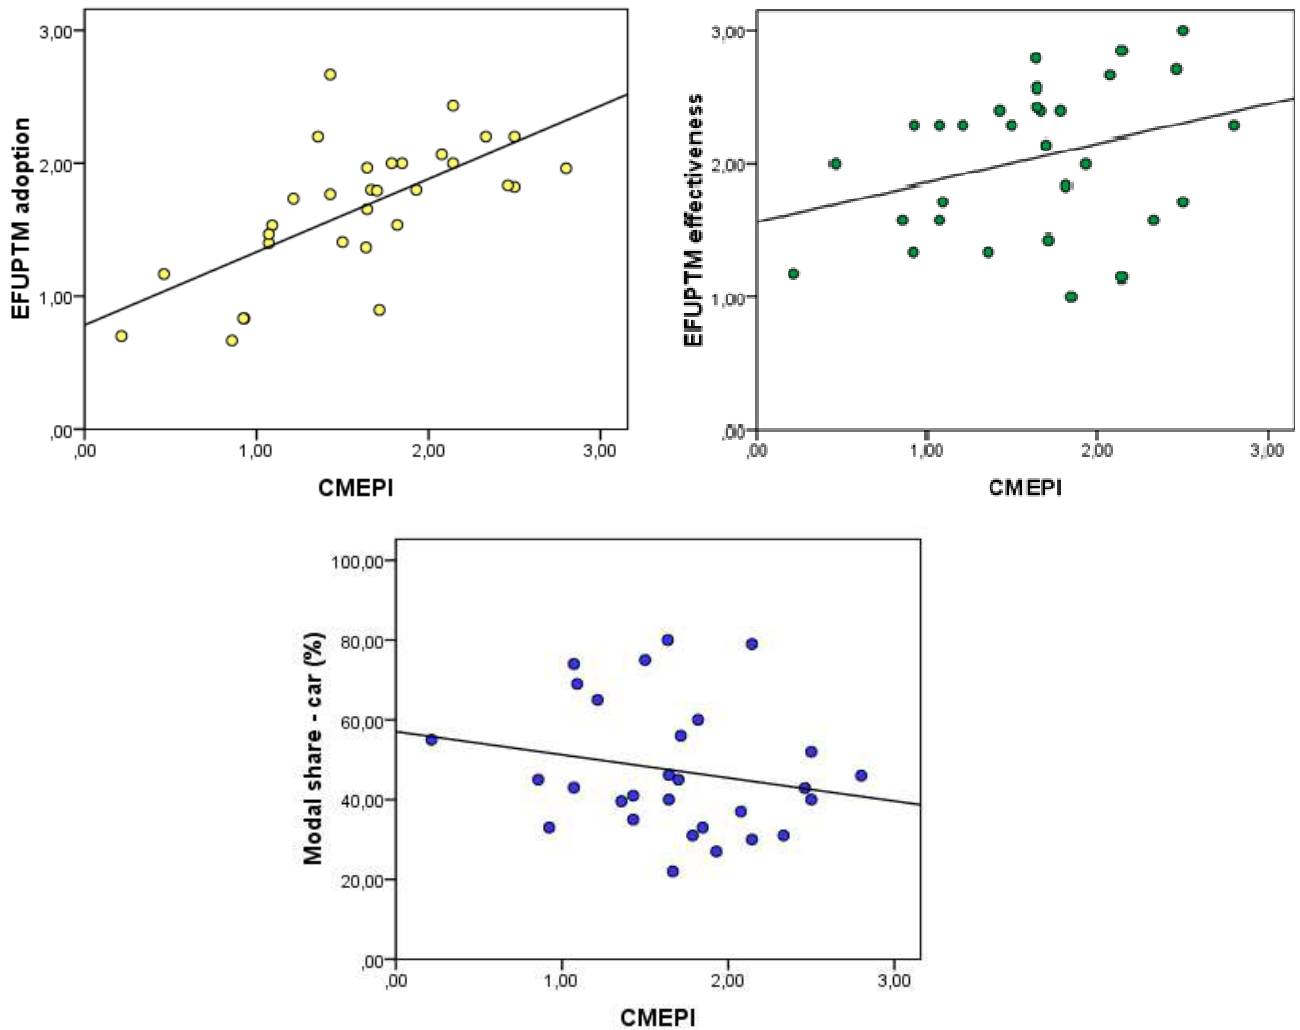 EFUPTM adoption
3,00
2,00
1,00
,00
,00 1,00 2,00 3,00
CMEPI
EFUPTM effectiveness
3,00
2,00
1,00
,00
,00 1,00 2,00 3,00
CMEPI
Modal share - car (%)
100,00
80,00
60,00
40,00
20,00
,00
,00 1,00 2,00 3,00
CMEPI